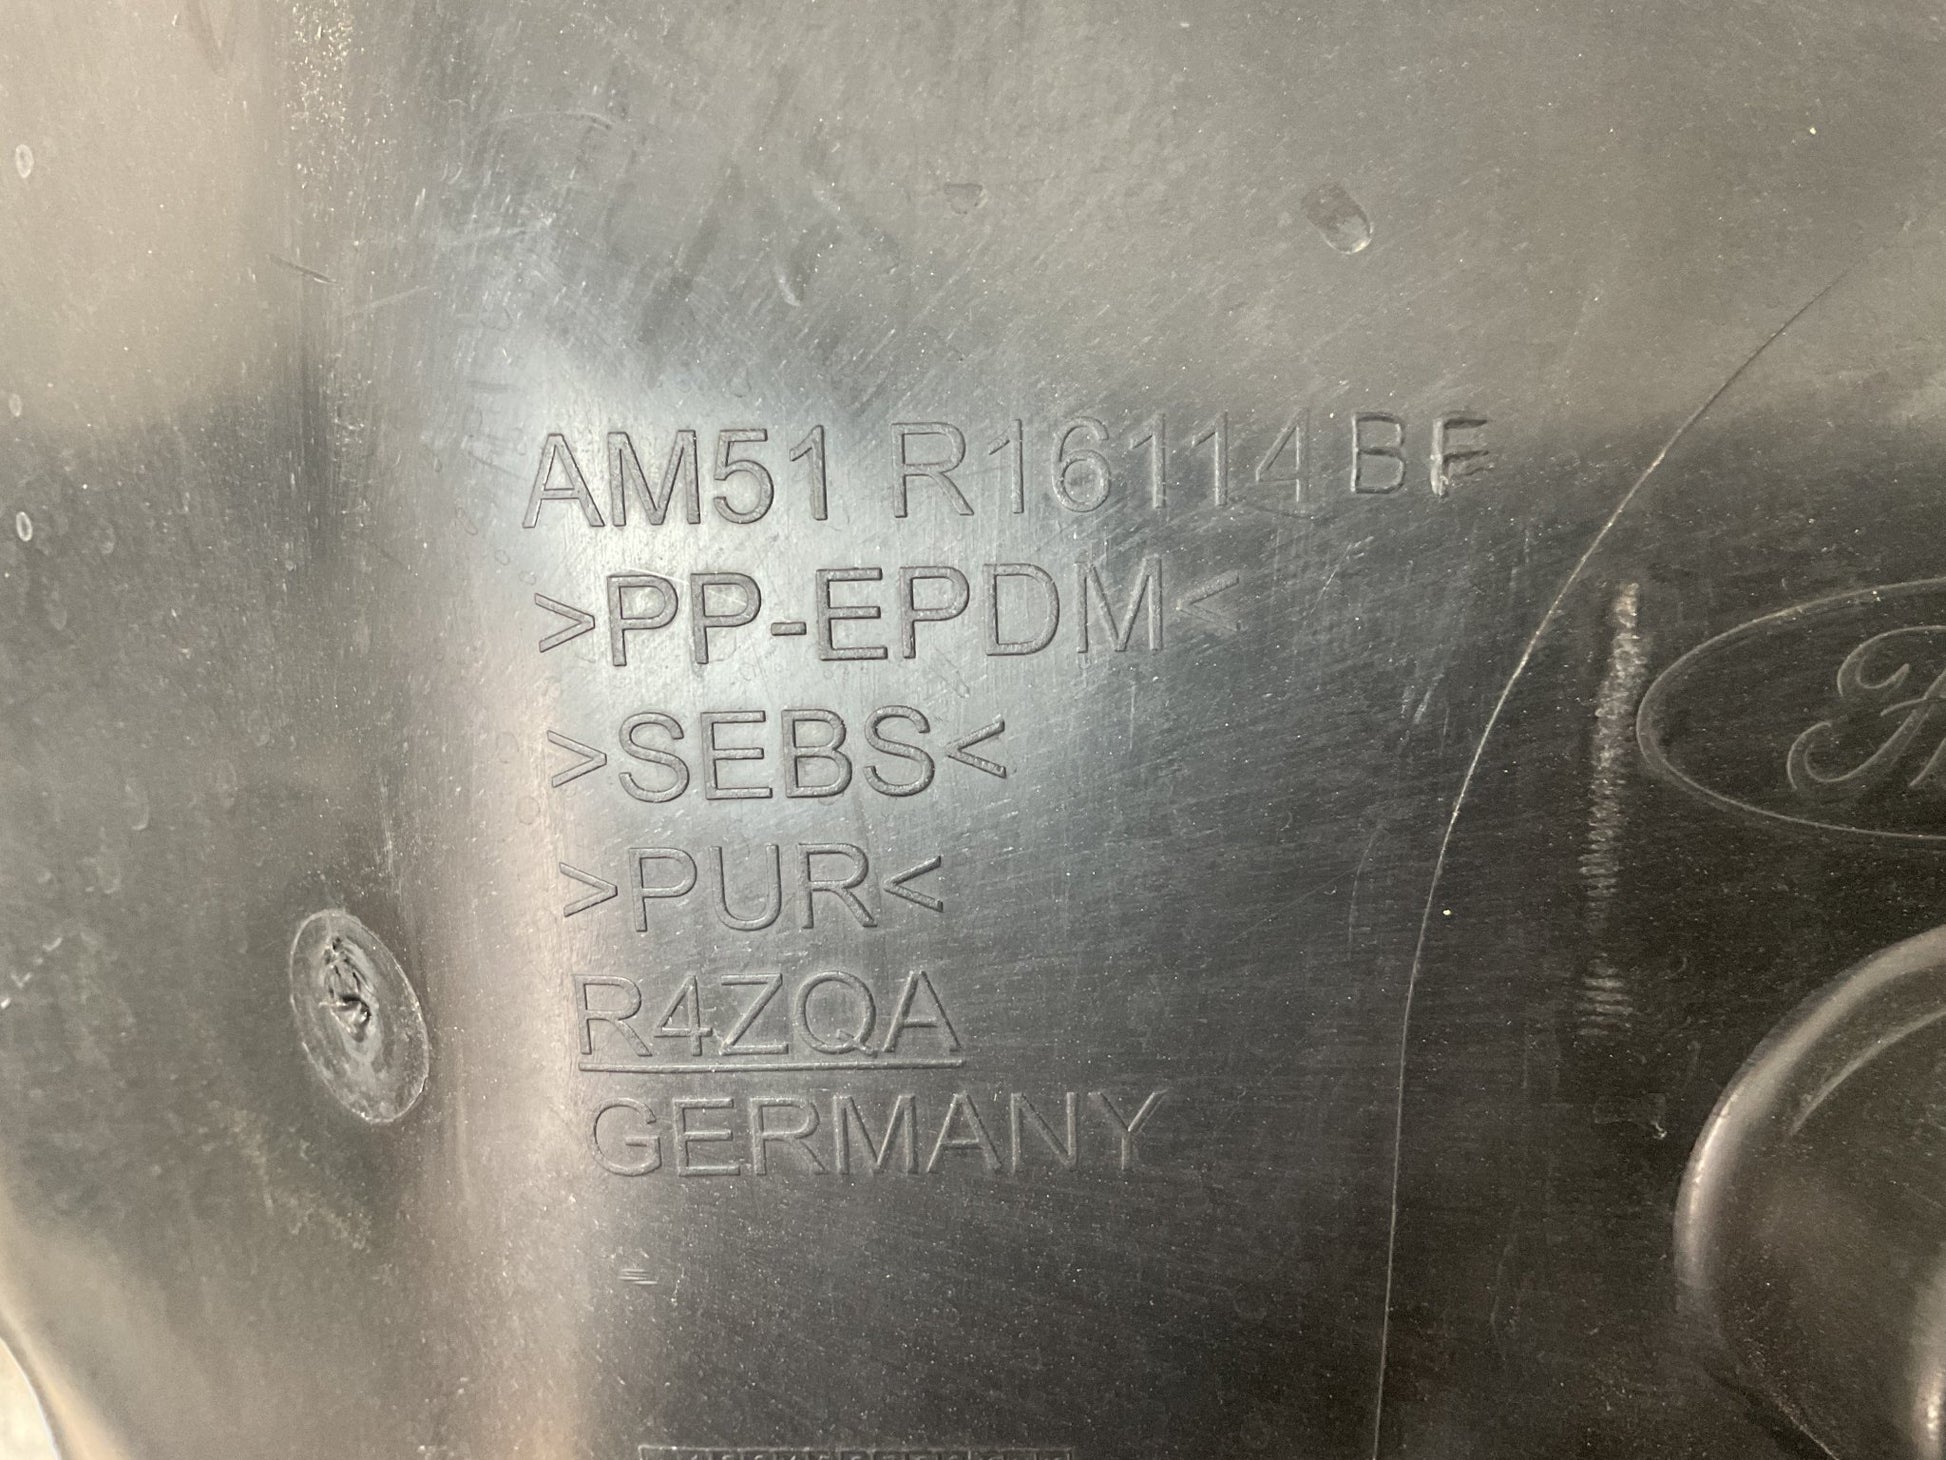 AM51 R16114 BF
>PP-EPDM<
>SEBS<
>PUR<
R4ZQA
GERMANY